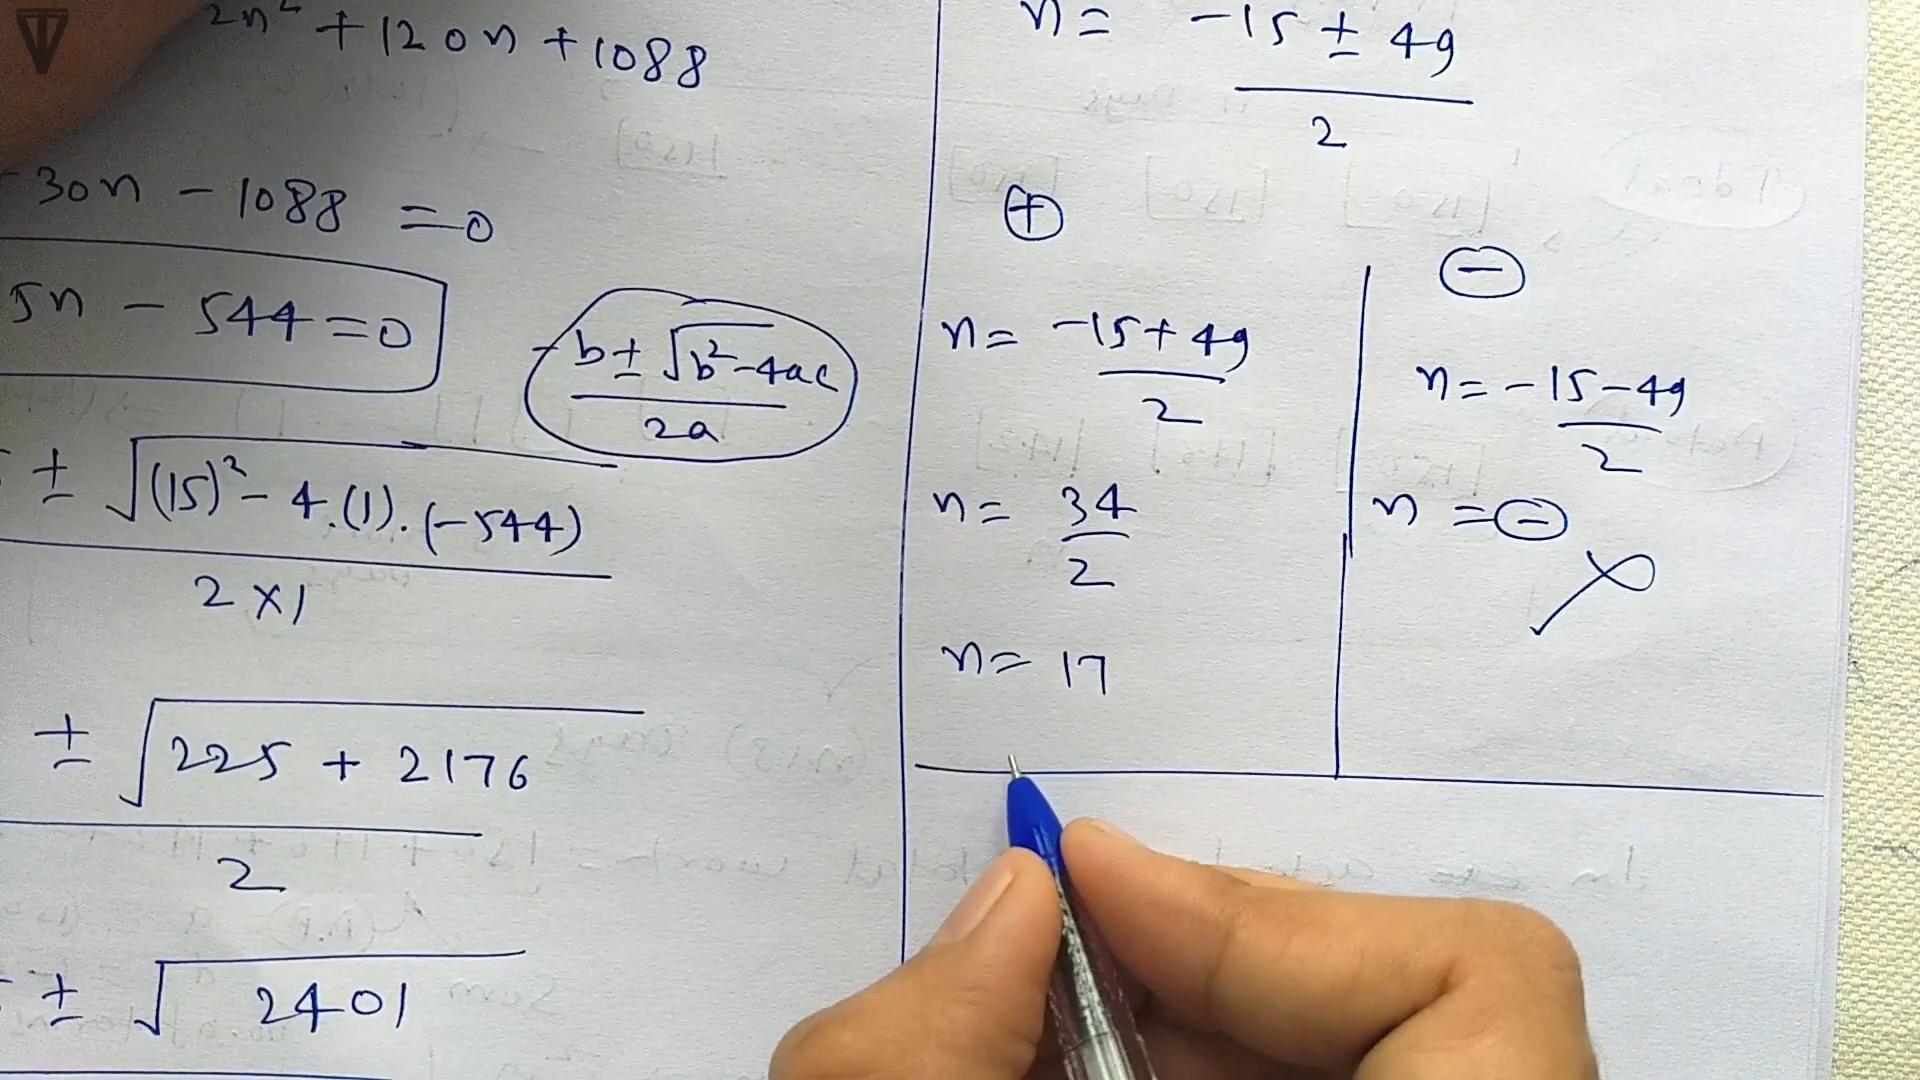 2n² + 120n + 1088
30n - 1088 = 0
5n - 544 = 0
-b ± √b²-4ac
2a
± √(15)² - 4.(1).(-544)
2 × 1
± √225 + 2176
2
± √2401
n = -15 ± 49
2
+
n = -15 + 49
2
n = 34
2
n = 17
-
n = -15 - 49
2
n = -